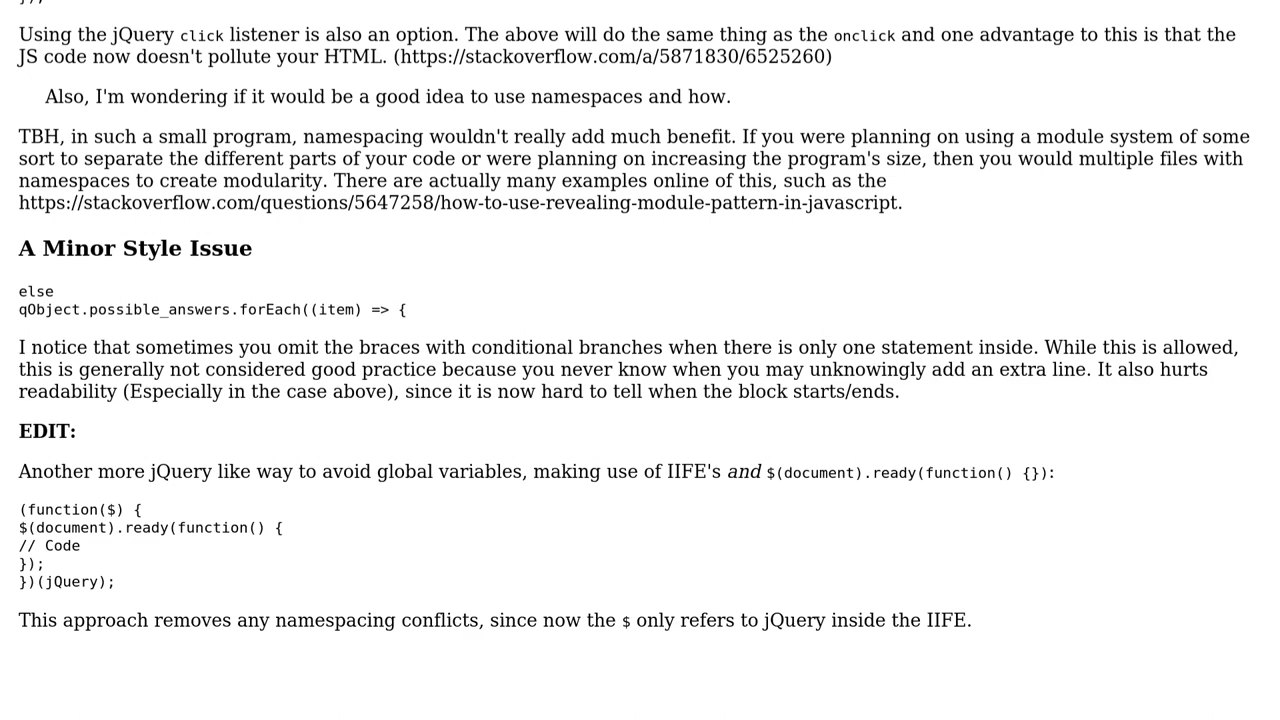 Using the jQuery click listener is also an option. The above will do the same thing as the onclick and one advantage to this is that the
JS code now doesn't pollute your HTML. (https://stackoverflow.com/a/5871830/6525260)
Also, I'm wondering if it would be a good idea to use namespaces and how.
TBH, in such a small program, namespacing wouldn't really add much benefit. If you were planning on using a module system of some
sort to separate the different parts of your code or were planning on increasing the program's size, then you would multiple files with
namespaces to create modularity. There are actually many examples online of this, such as the
https://stackoverflow.com/questions/5647258/how-to-use-revealing-module-pattern-in-javascript.
A Minor Style Issue
else
qObject.possible_answers.forEach((item) => {
I notice that sometimes you omit the braces with conditional branches when there is only one statement inside. While this is allowed,
this is generally not considered good practice because you never know when you may unknowingly add an extra line. It also hurts
readability (Especially in the case above), since it is now hard to tell when the block starts/ends.
EDIT:
Another more jQuery like way to avoid global variables, making use of IIFE's and $(document).ready(function() {}):
(function($) {
$(document).ready(function() {
// Code
});
})(jQuery);
This approach removes any namespacing conflicts, since now the $ only refers to jQuery inside the IIFE.